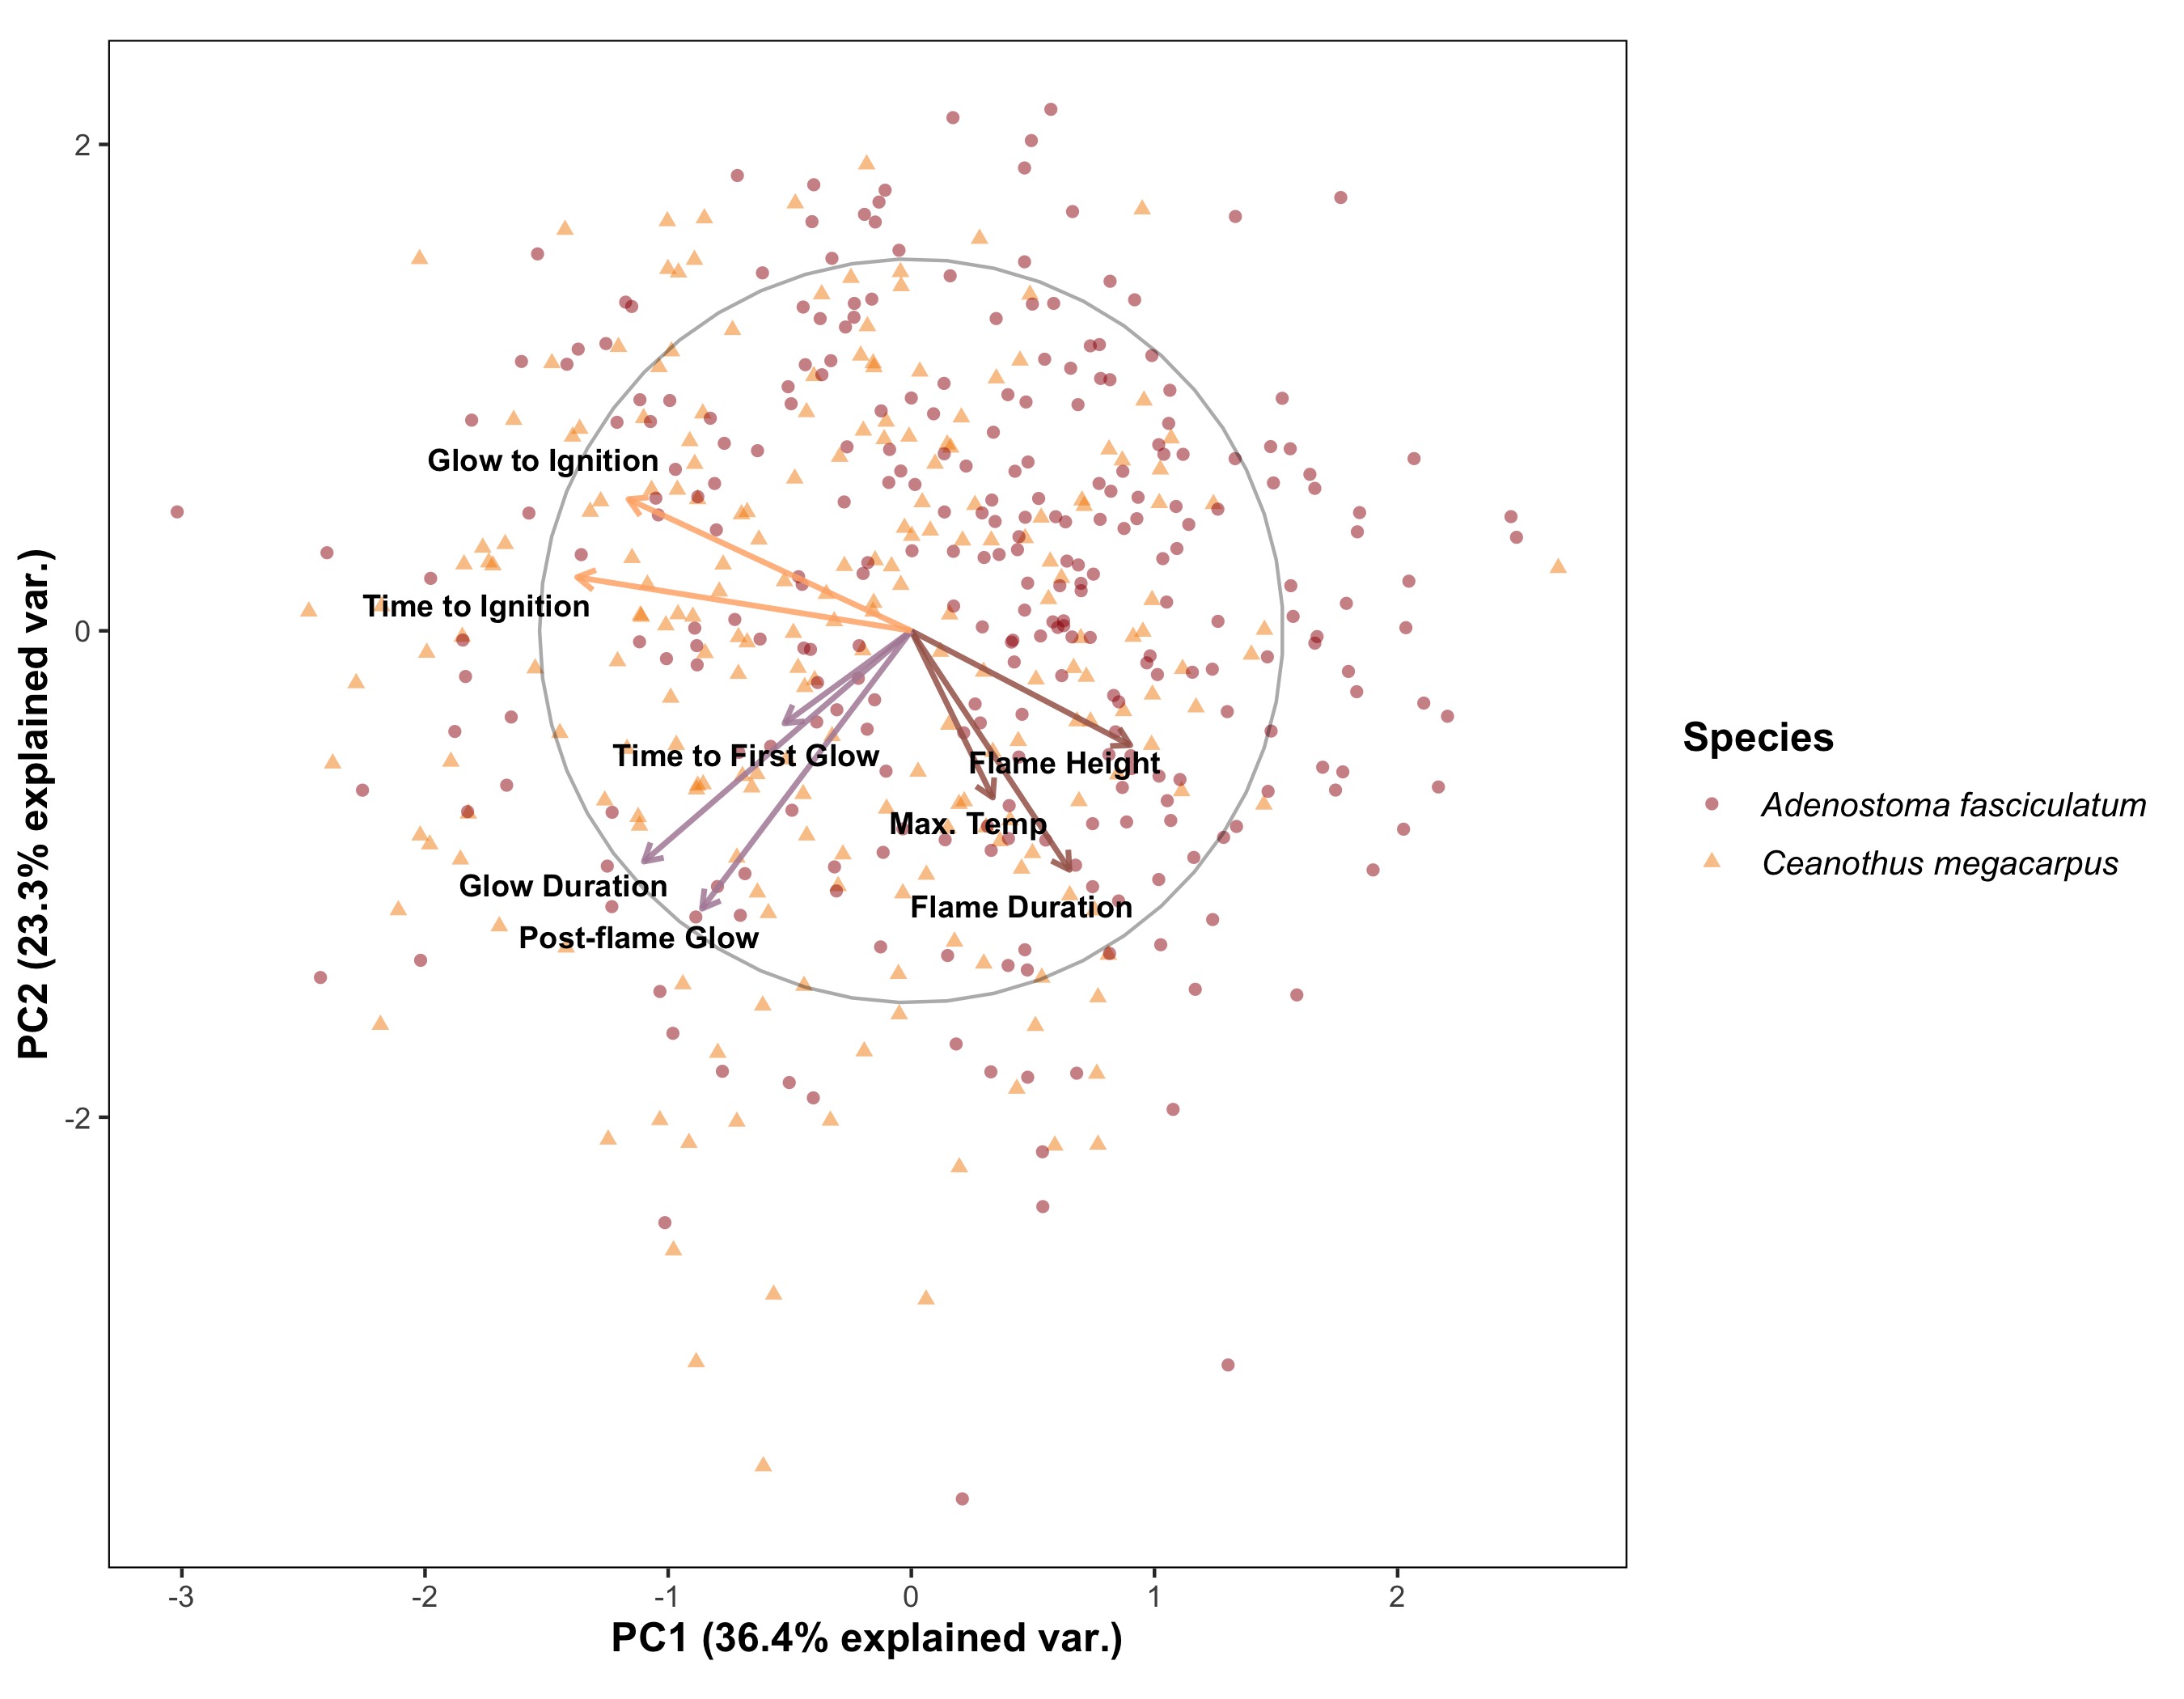 2
0
-2
PC2 (23.3% explained var.)
Glow to Ignition
Time to Ignition
Time to First Glow
Flame Height
Max. Temp
Glow Duration
Flame Duration
Post-flame Glow
-3
-2
-1
0
1
2
PC1 (36.4% explained var.)
Species
Adenostoma fasciculatum
Ceanothus megacarpus